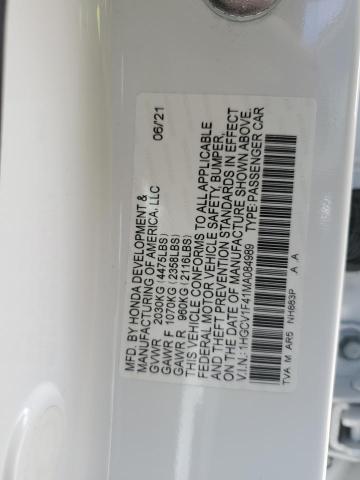 MFD. BY HONDA DEVELOPMENT &
MANUFACTURING OF AMERICA, LLC 06/'21
GVWR 2030KG (4475LBS)
GAWR F 1070KG (2358LBS)
GAWR R 960KG (2116LBS)
THIS VEHICLE CONFORMS TO ALL APPLICABLE
FEDERAL MOTOR VEHICLE SAFETY, BUMPER,
AND THEFT PREVENTION STANDARDS IN EFFECT
ON THE DATE OF MANUFACTURE SHOWN ABOVE.
V.I.N.: 1HGCV1F41MA084969 TYPE: PASSENGER CAR
TVA M AR5 NH883P A .A